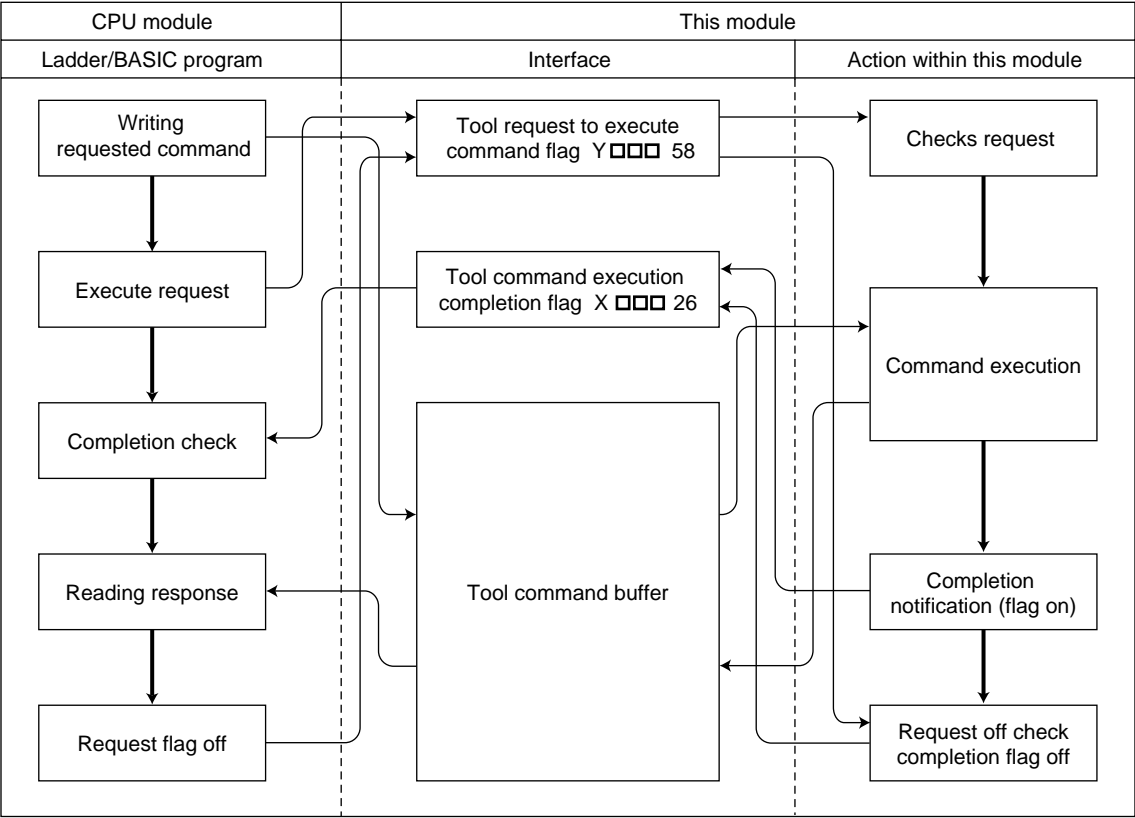 CPU module
This module
Ladder/BASIC program
Interface
Action within this module
Writing
requested command
Tool request to execute
command flag Y□□□ 58
Checks request
Execute request
Tool command execution
completion flag X □□□ 26
Command execution
Completion check
Reading response
Tool command buffer
Completion
notification (flag on)
Request flag off
Request off check
completion flag off